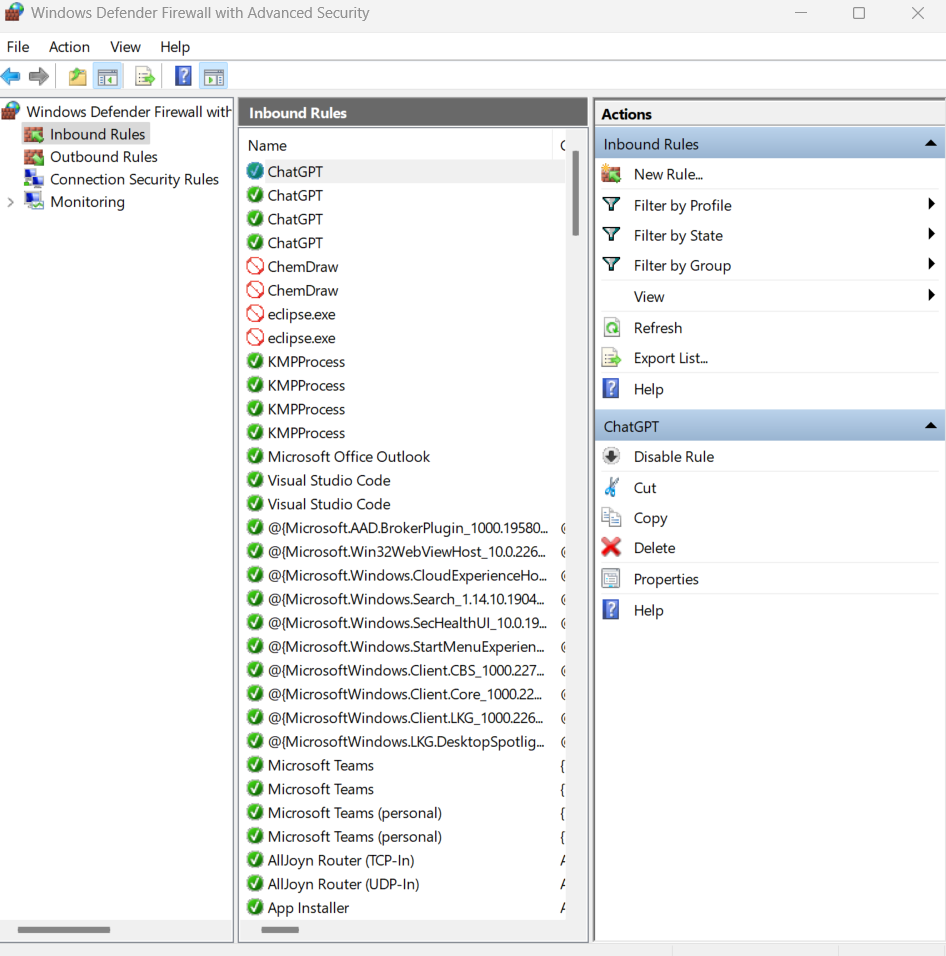 Windows Defender Firewall with Advanced Security
File Action View Help
Windows Defender Firewall with
Inbound Rules
Outbound Rules
Connection Security Rules
Monitoring
Inbound Rules
Name
ChatGPT
ChatGPT
ChatGPT
ChatGPT
ChemDraw
ChemDraw
eclipse.exe
eclipse.exe
KMPProcess
KMPProcess
KMPProcess
KMPProcess
Microsoft Office Outlook
Visual Studio Code
Visual Studio Code
@{Microsoft.AAD.BrokerPlugin_1000.19580...
@{Microsoft.Win32WebViewHost_10.0.226...
@{Microsoft.Windows.CloudExperienceHo...
@{Microsoft.Windows.Search_1.14.10.1904...
@{Microsoft.Windows.SecHealthUI_10.0.19...
@{Microsoft.Windows.StartMenuExperien...
@{MicrosoftWindows.Client.CBS_1000.227...
@{MicrosoftWindows.Client.Core_1000.22...
@{MicrosoftWindows.Client.LKG_1000.226...
@{MicrosoftWindows.LKG.DesktopSpotlig...
Microsoft Teams {
Microsoft Teams {
Microsoft Teams (personal) {
Microsoft Teams (personal) {
AllJoyn Router (TCP-In)
AllJoyn Router (UDP-In)
App Installer
Actions
Inbound Rules
New Rule...
Filter by Profile
Filter by State
Filter by Group
View
Refresh
Export List...
Help
ChatGPT
Disable Rule
Cut
Copy
Delete
Properties
Help